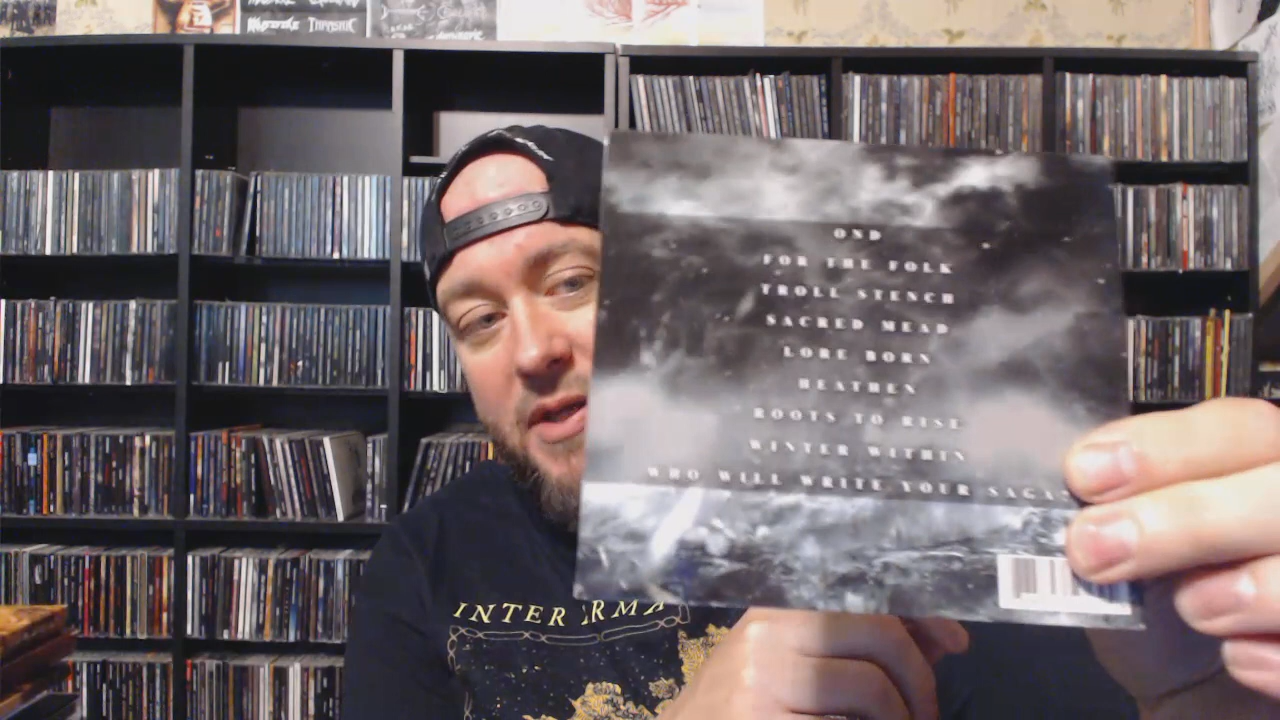 OND
FOR THE FOLK
TROLL STENCH
SACRED MEAD
LORE BORN
HEATHEN
ROOTS TO RISE
WINTER WITHIN
WHO WILL WRITE YOUR SAGA?
INTER ARMA